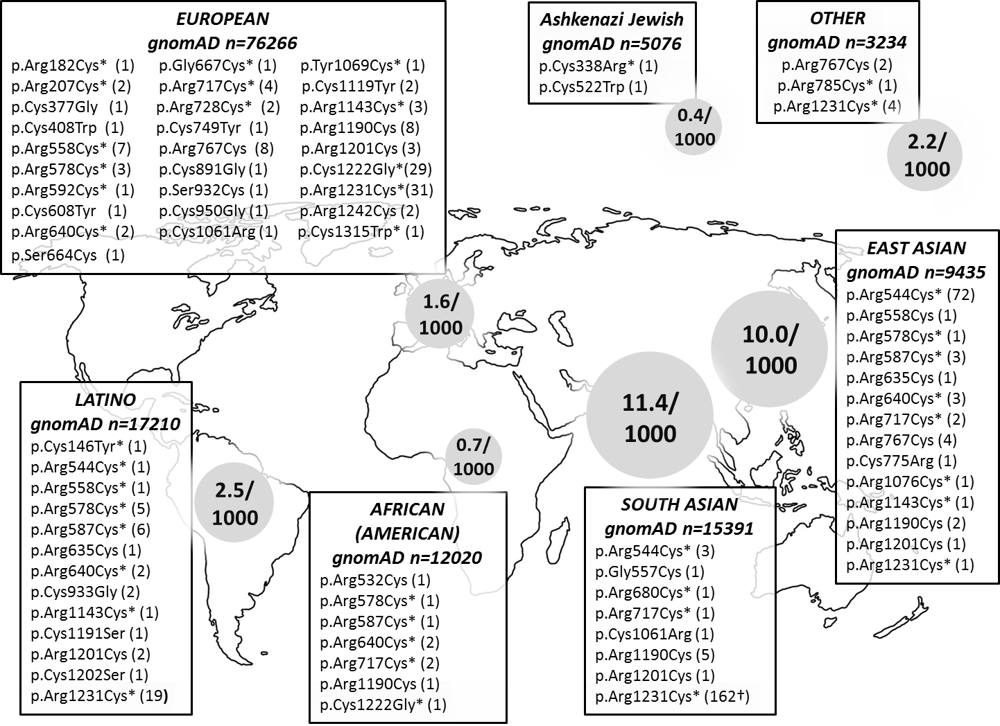 EUROPEAN
gnomAD n=76266
p.Arg182Cys* (1)
p.Arg207Cys* (2)
p.Cys377Gly (1)
p.Cys408Trp (1)
p.Arg558Cys* (7)
p.Arg578Cys* (3)
p.Arg592Cys* (1)
p.Cys608Tyr (1)
p.Arg640Cys* (2)
p.Ser664Cys (1)
p.Gly667Cys* (1)
p.Arg717Cys* (4)
p.Arg728Cys* (2)
p.Cys749Tyr (1)
p.Arg767Cys (8)
p.Cys891Gly (1)
p.Ser932Cys (1)
p.Cys950Gly (1)
p.Cys1061Arg (1)
p.Tyr1069Cys* (1)
p.Cys1119Tyr (2)
p.Arg1143Cys* (3)
p.Arg1190Cys (8)
p.Arg1201Cys (3)
p.Cys1222Gly*(29)
p.Arg1231Cys*(31)
p.Arg1242Cys (2)
p.Cys1315Trp* (1)
Ashkenazi Jewish
gnomAD n=5076
p.Cys338Arg* (1)
p.Cys522Trp (1)
0.4/
1000
OTHER
gnomAD n=3234
p.Arg767Cys (2)
p.Arg785Cys* (1)
p.Arg1231Cys* (4)
2.2/
1000
1.6/
1000
10.0/
1000
11.4/
1000
0.7/
1000
2.5/
1000
EAST ASIAN
gnomAD n=9435
p.Arg544Cys* (72)
p.Arg558Cys (1)
p.Arg578Cys* (1)
p.Arg587Cys* (3)
p.Arg635Cys (1)
p.Arg640Cys* (3)
p.Arg717Cys* (2)
p.Arg767Cys (4)
p.Cys775Arg (1)
p.Arg1076Cys* (1)
p.Arg1143Cys* (1)
p.Arg1190Cys (2)
p.Arg1201Cys (1)
p.Arg1231Cys* (1)
LATINO
gnomAD n=17210
p.Cys146Tyr* (1)
p.Arg544Cys* (1)
p.Arg558Cys* (1)
p.Arg578Cys* (5)
p.Arg587Cys* (6)
p.Arg635Cys (1)
p.Arg640Cys* (2)
p.Cys933Gly (2)
p.Arg1143Cys* (1)
p.Cys1191Ser (1)
p.Arg1201Cys (2)
p.Cys1202Ser (1)
p.Arg1231Cys* (19)
AFRICAN
(AMERICAN)
gnomAD n=12020
p.Arg532Cys (1)
p.Arg578Cys* (1)
p.Arg587Cys* (1)
p.Arg640Cys* (2)
p.Arg717Cys* (2)
p.Arg1190Cys (1)
p.Cys1222Gly* (1)
SOUTH ASIAN
gnomAD n=15391
p.Arg544Cys* (3)
p.Gly557Cys (1)
p.Arg680Cys* (1)
p.Arg717Cys* (1)
p.Cys1061Arg (1)
p.Arg1190Cys (5)
p.Arg1201Cys (1)
p.Arg1231Cys* (162†)